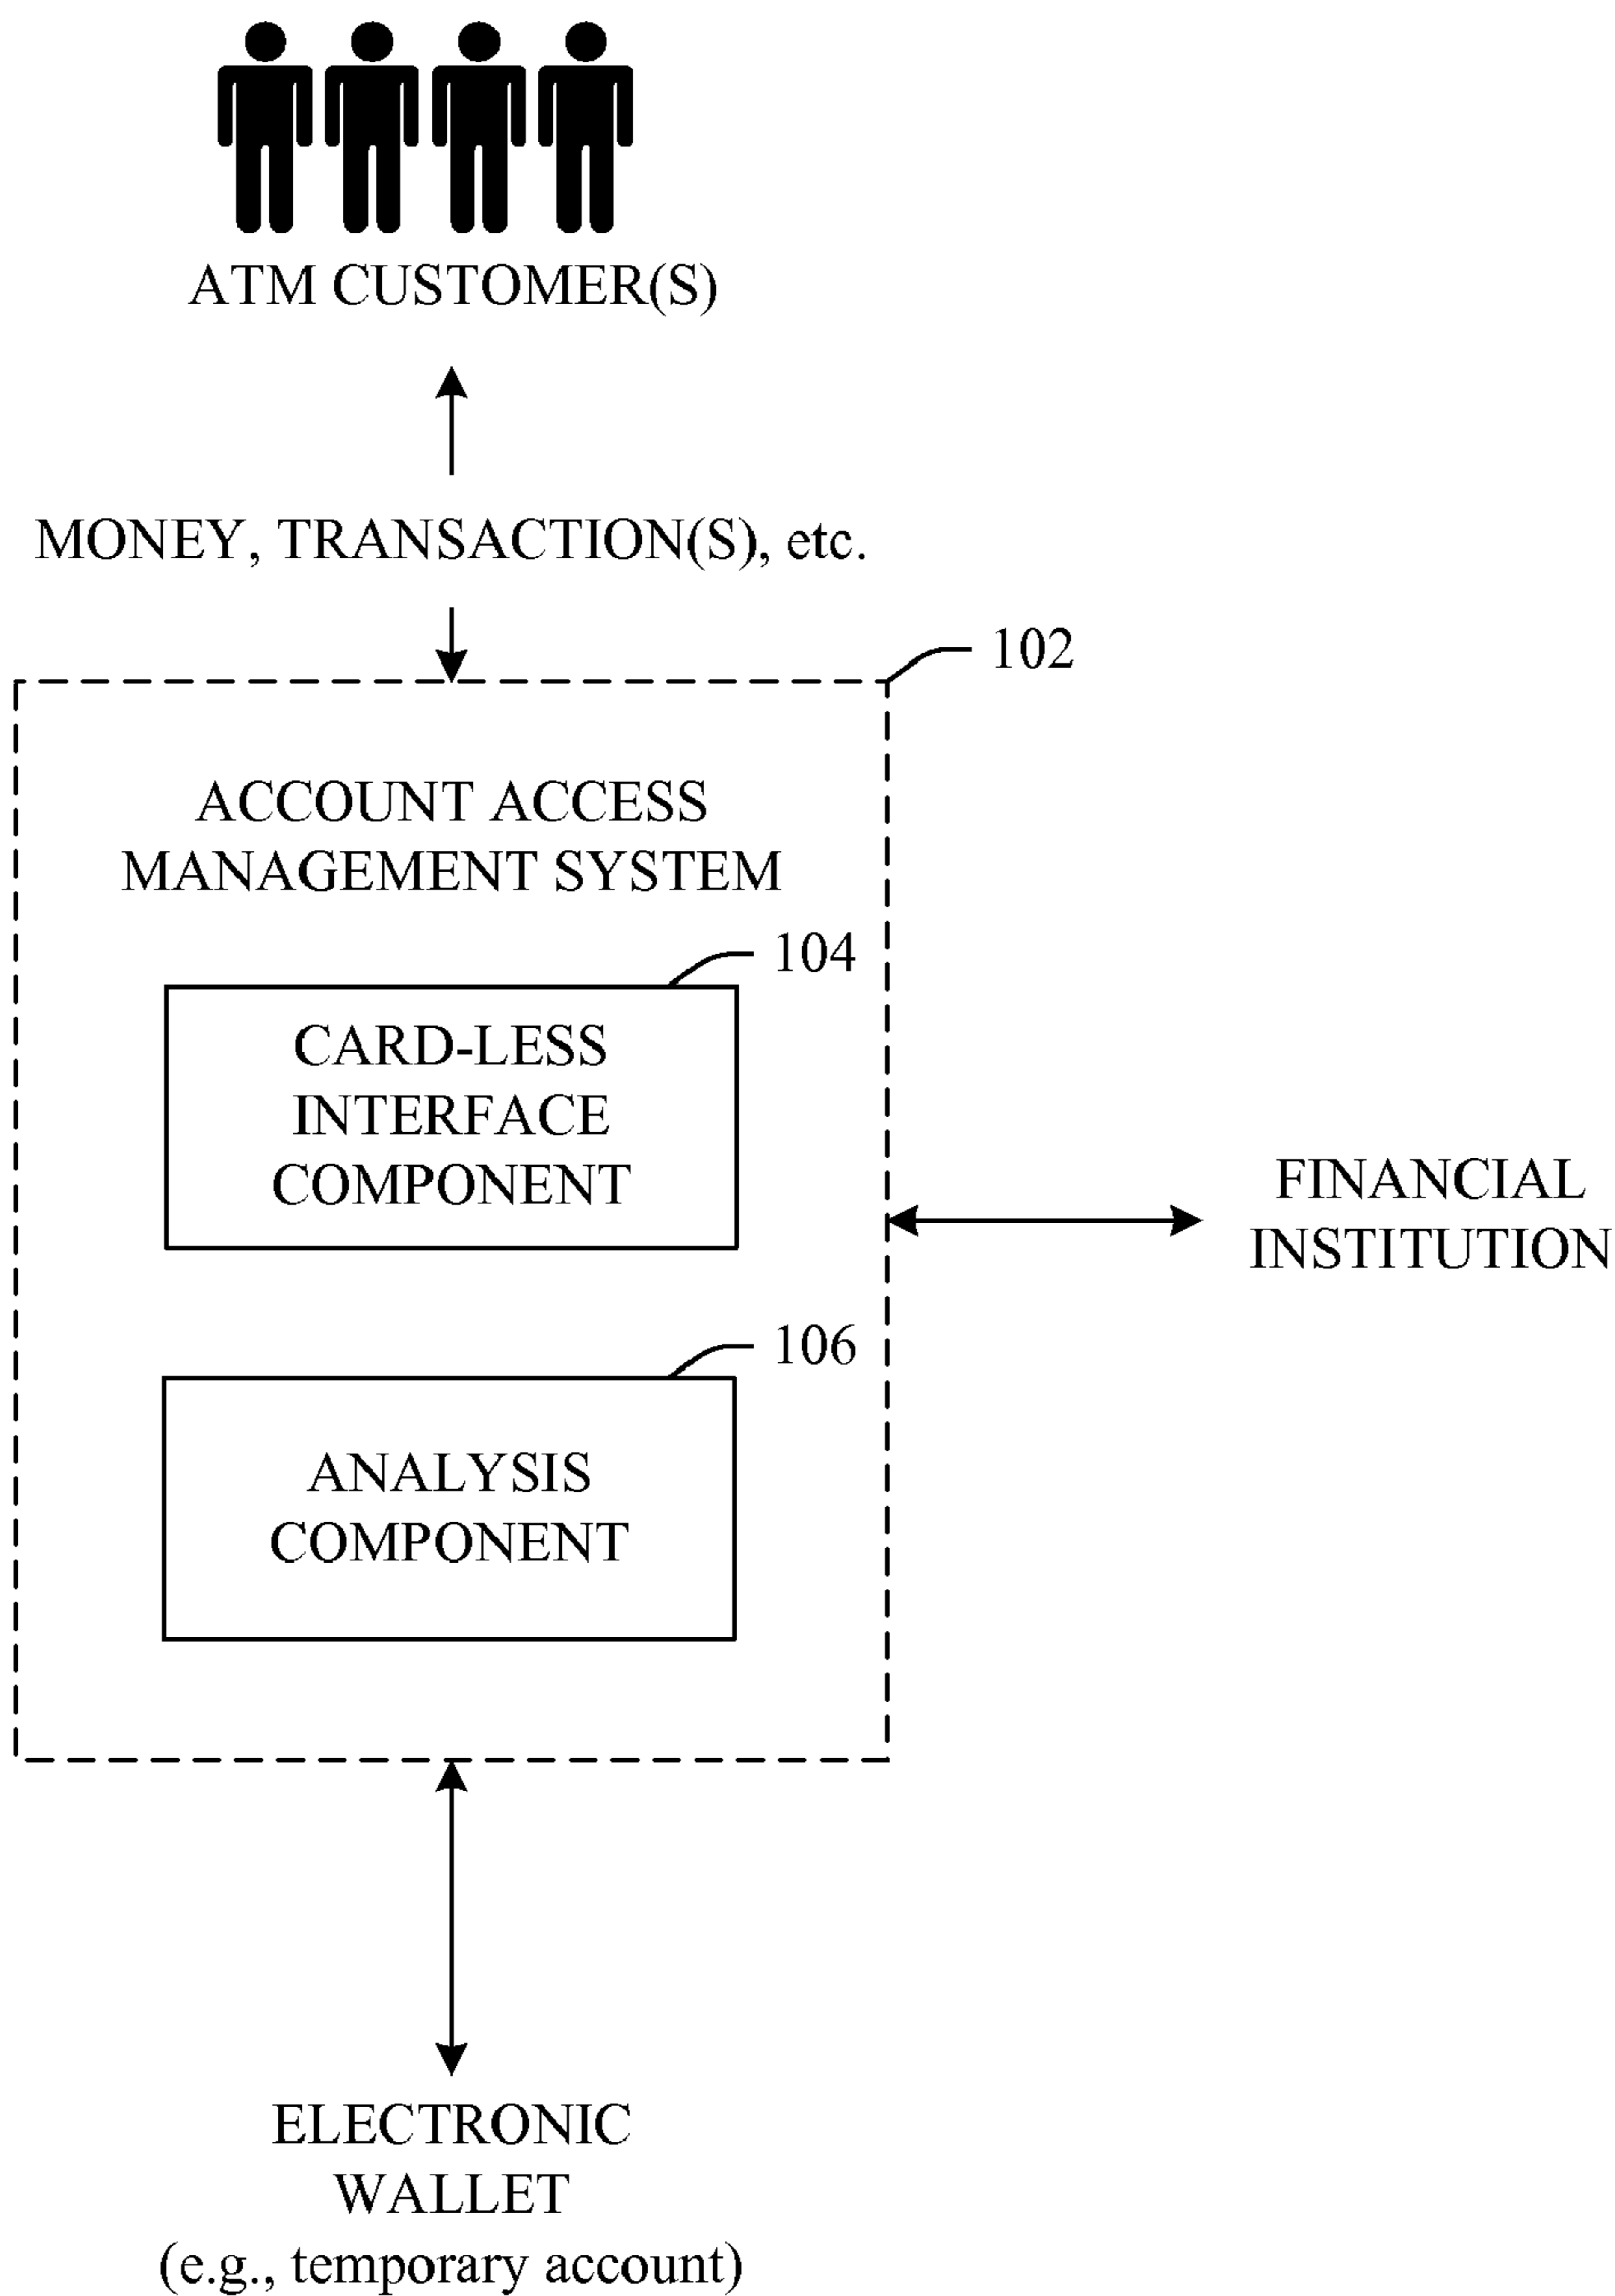 ATM CUSTOMER(S)
MONEY, TRANSACTION(S), etc.
102
ACCOUNT ACCESS
MANAGEMENT SYSTEM
104
CARD-LESS
INTERFACE
COMPONENT
FINANCIAL
INSTITUTION
106
ANALYSIS
COMPONENT
ELECTRONIC
WALLET
(e.g., temporary account)